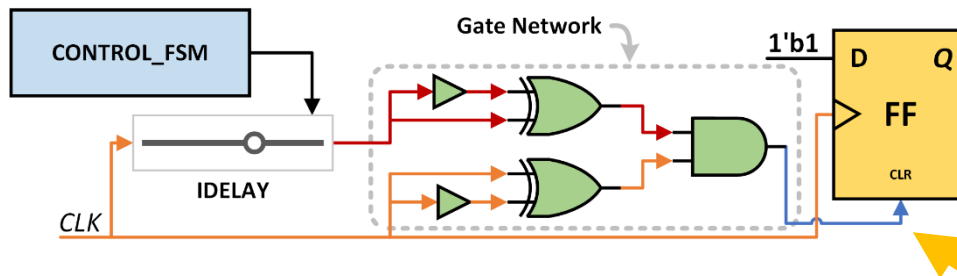 Gate Network
CONTROL_FSM
1'b1
D
Q
FF
IDELAY
CLR
CLK